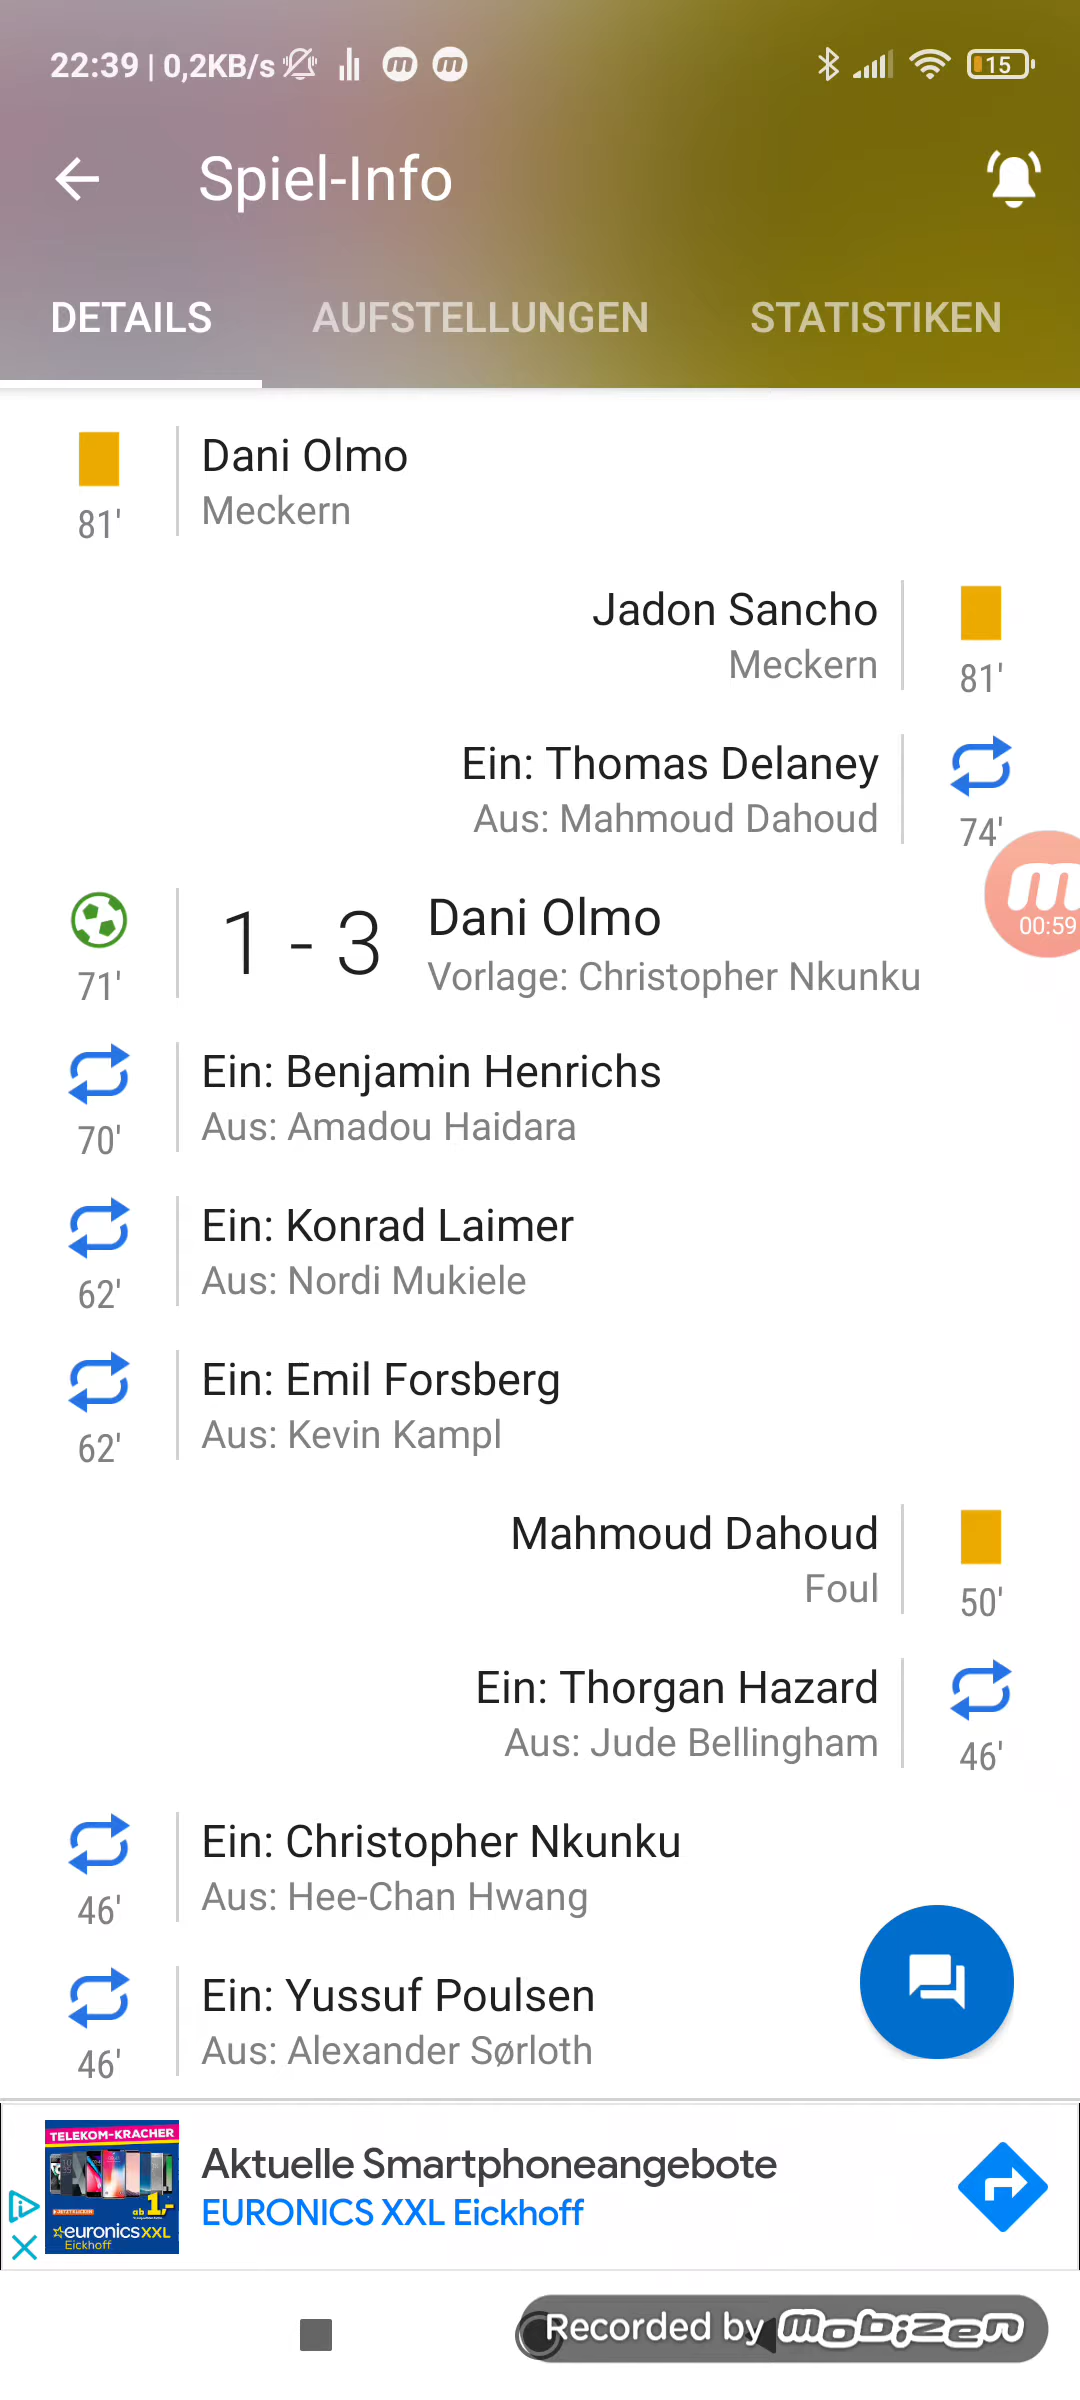 22:39 | 0,2KB/s
15
Spiel-Info
DETAILS
AUFSTELLUNGEN
STATISTIKEN
Dani Olmo
Meckern
81'
Jadon Sancho
Meckern
81'
Ein: Thomas Delaney
Aus: Mahmoud Dahoud
74'
00:59
1 - 3
Dani Olmo
Vorlage: Christopher Nkunku
71'
Ein: Benjamin Henrichs
Aus: Amadou Haidara
70'
Ein: Konrad Laimer
Aus: Nordi Mukiele
62'
Ein: Emil Forsberg
Aus: Kevin Kampl
62'
Mahmoud Dahoud
Foul
50'
Ein: Thorgan Hazard
Aus: Jude Bellingham
46'
Ein: Christopher Nkunku
Aus: Hee-Chan Hwang
46'
Ein: Yussuf Poulsen
Aus: Alexander Sørloth
46'
TELEKOM-KRACHER
ab 1,-
euronics XXL
Eickhoff
Aktuelle Smartphoneangebote
EURONICS XXL Eickhoff
Recorded by mobizen